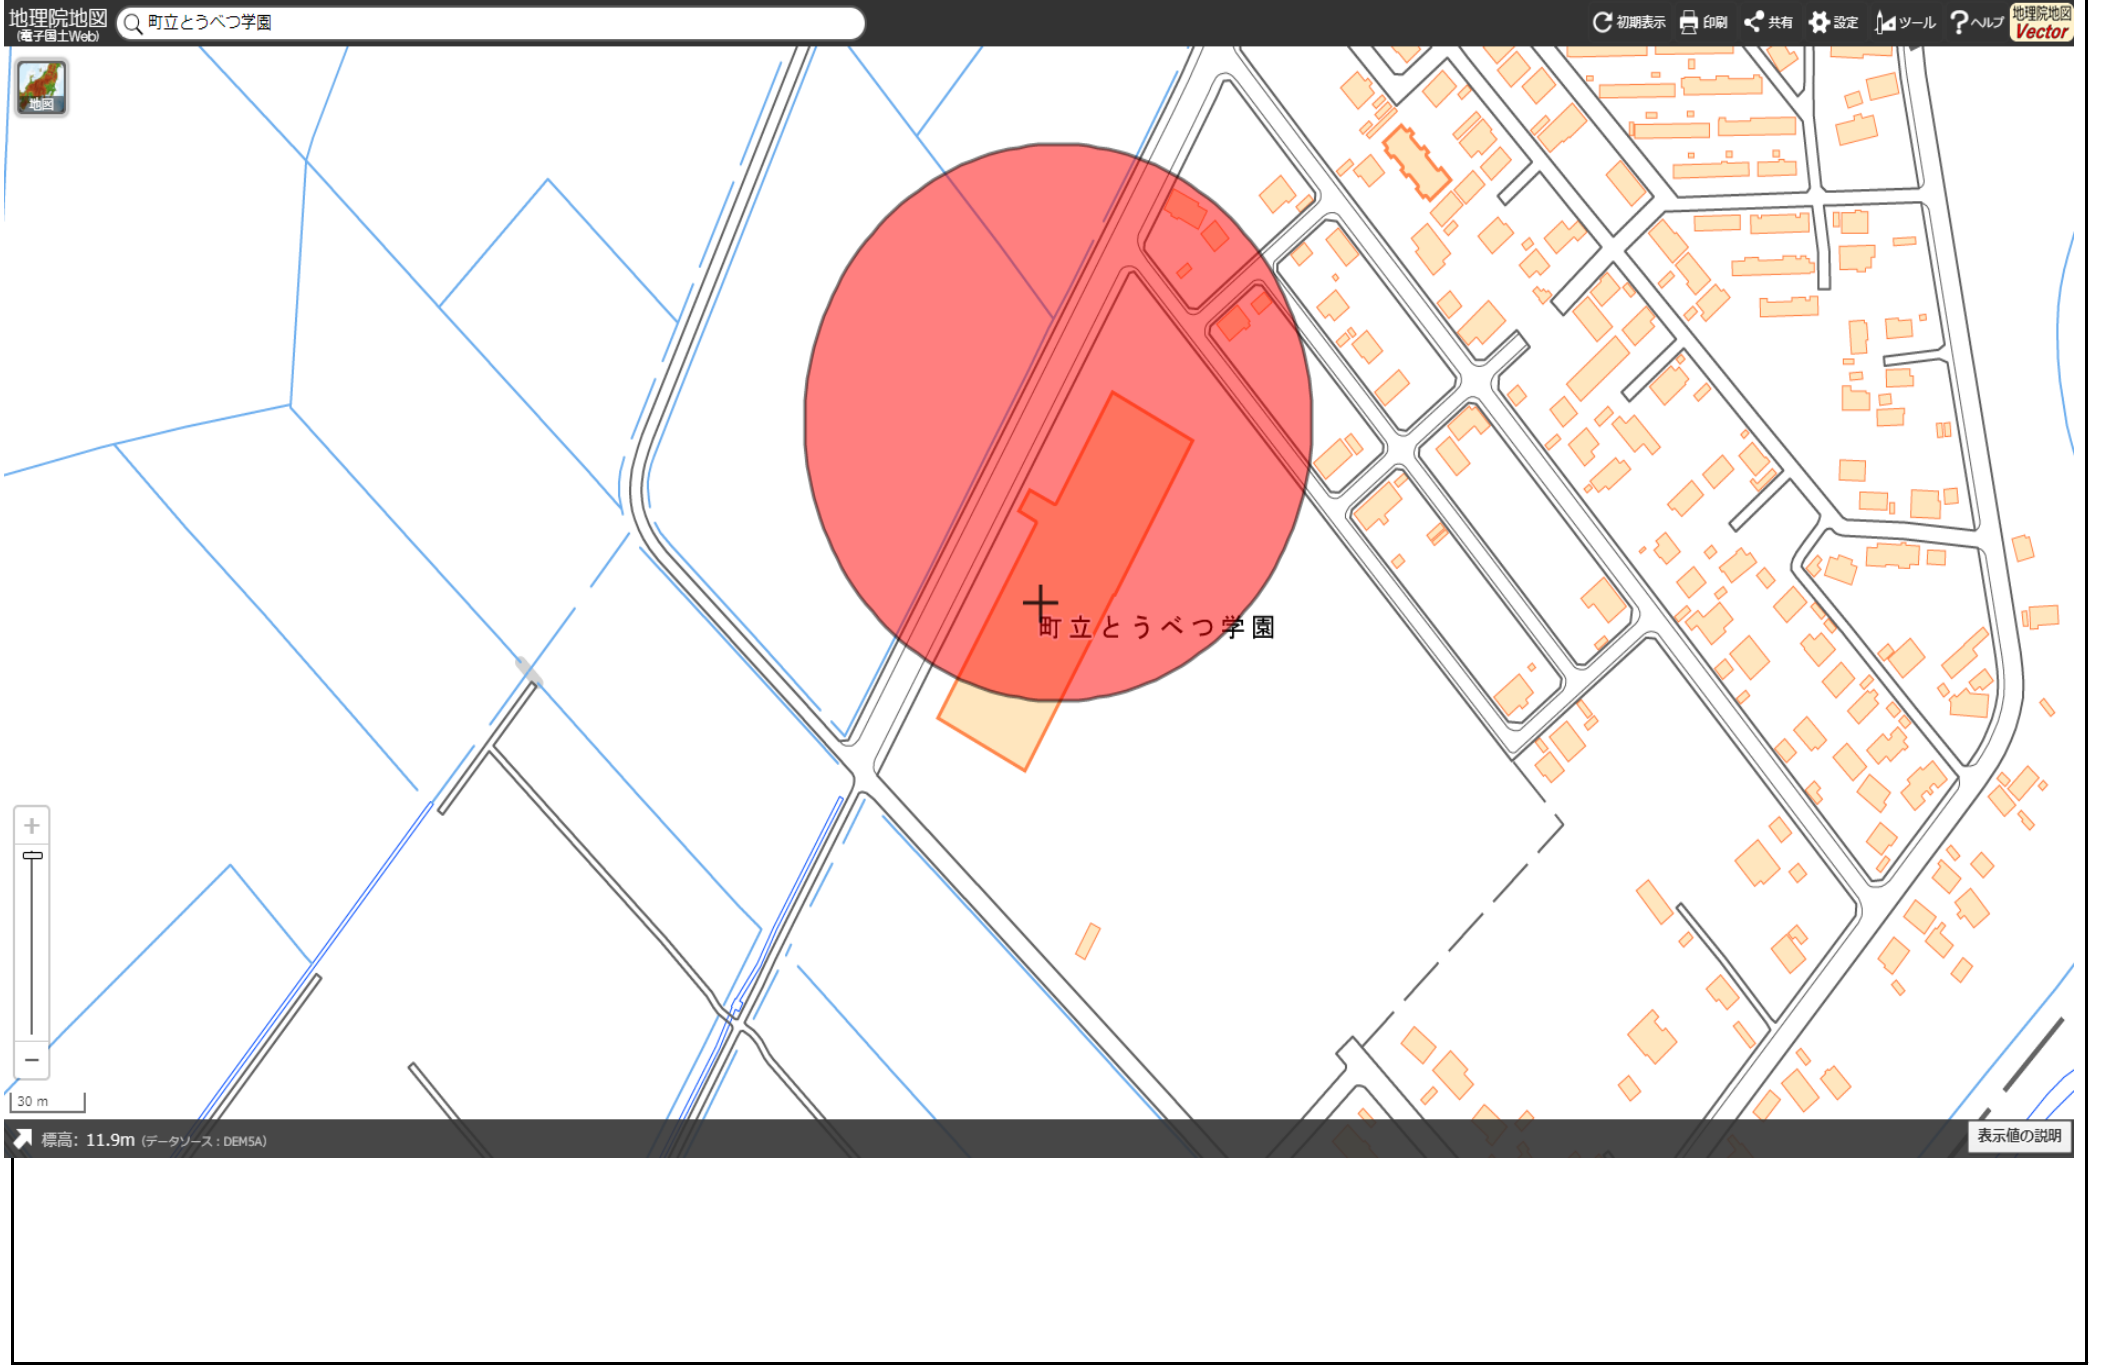 地理院地図
(電子国土Web)
町立とうべつ学園
初期表示
印刷
共有
設定
ツール
ヘルプ
地理院地図
Vector
地図
町立とうべつ学園
30 m
標高: 11.9m (データソース：DEM5A)
表示値の説明